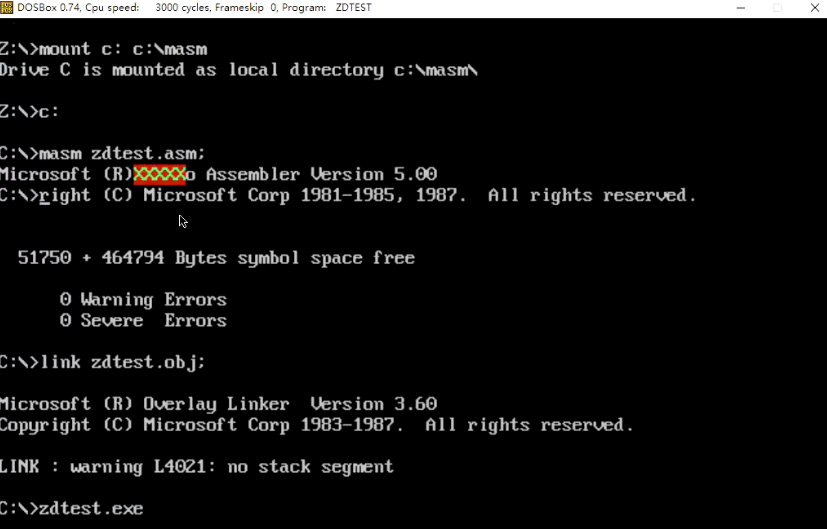 DOSBox 0.74, Cpu speed: 3000 cycles, Frameskip 0, Program: ZDTEST
Z:\>mount c: c:\masm
Drive C is mounted as local directory c:\masm\
Z:\>c:
C:\>masm zdtest.asm;
Microsoft (R)XXXXXo Assembler Version 5.00
C:\>right (C) Microsoft Corp 1981-1985, 1987.  All rights reserved.
51750 + 464794 Bytes symbol space free
0 Warning Errors
0 Severe  Errors
C:\>link zdtest.obj;
Microsoft (R) Overlay Linker  Version 3.60
Copyright (C) Microsoft Corp 1983-1987.  All rights reserved.
LINK : warning L4021: no stack segment
C:\>zdtest.exe